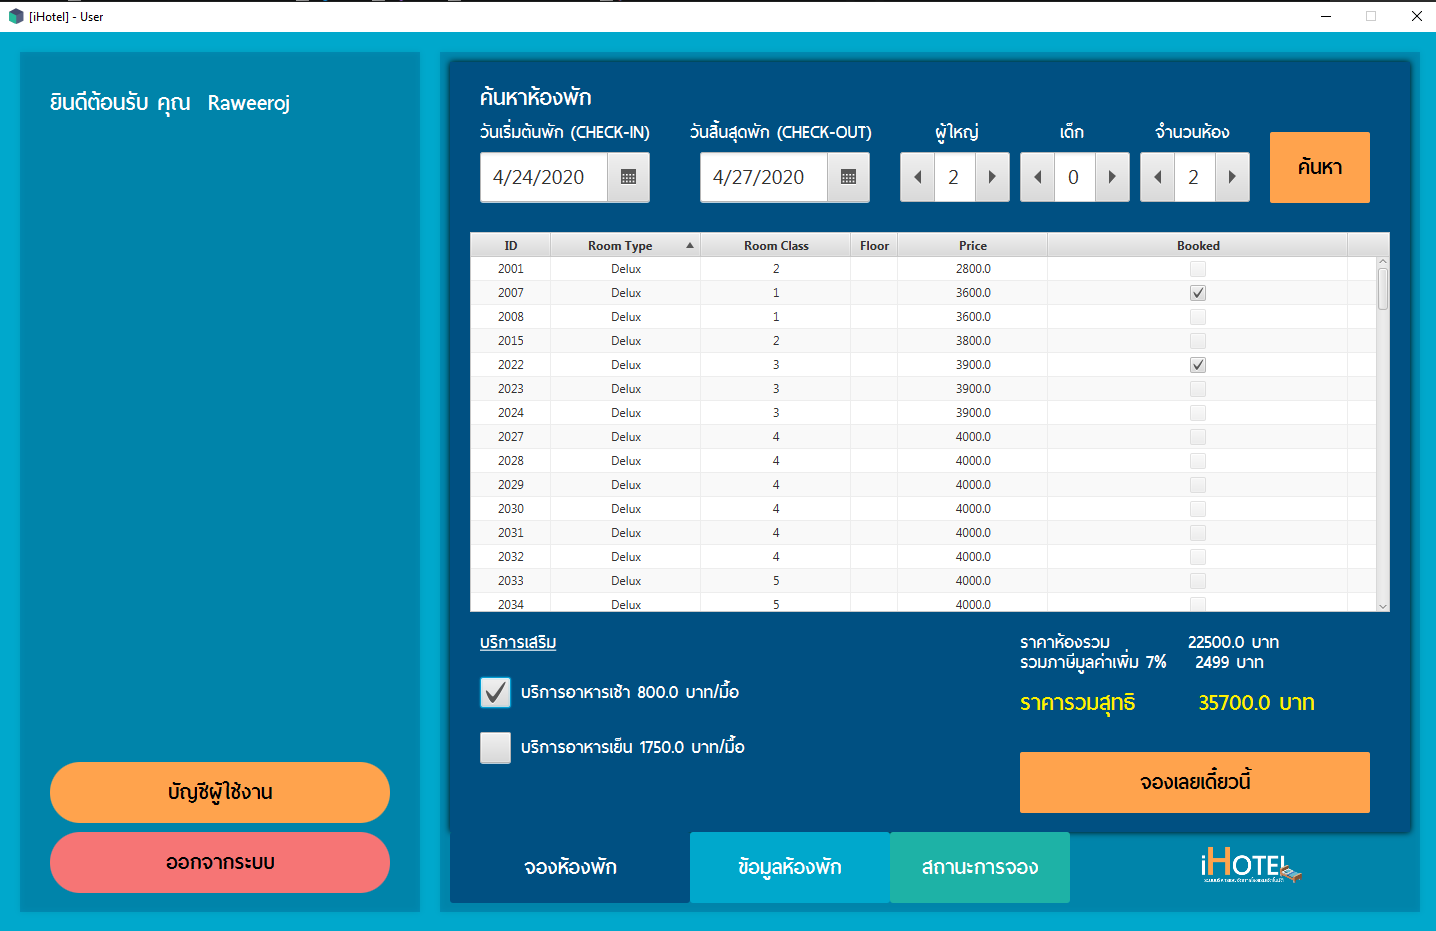 [iHotel] - User
ยินดีต้อนรับ คุณ Raweeroj
ค้นหาห้องพัก
วันเริ่มต้นพัก (CHECK-IN) วันสิ้นสุดพัก (CHECK-OUT) ผู้ใหญ่ เด็ก จำนวนห้อง
4/24/2020 4/27/2020 2 0 2 ค้นหา
ID Room Type Room Class Floor Price Booked
2001 Delux 2 2800.0
2007 Delux 1 3600.0
2008 Delux 1 3600.0
2015 Delux 2 3800.0
2022 Delux 3 3900.0
2023 Delux 3 3900.0
2024 Delux 3 3900.0
2027 Delux 4 4000.0
2028 Delux 4 4000.0
2029 Delux 4 4000.0
2030 Delux 4 4000.0
2031 Delux 4 4000.0
2032 Delux 4 4000.0
2033 Delux 5 4000.0
2034 Delux 5 4000.0
บริการเสริม
บริการอาหารเช้า 800.0 บาท/มื้อ
บริการอาหารเย็น 1750.0 บาท/มื้อ
ราคาห้องรวม 22500.0 บาท
รวมภาษีมูลค่าเพิ่ม 7% 2499 บาท
ราคารวมสุทธิ 35700.0 บาท
จองเลยเดี๋ยวนี้
บัญชีผู้ใช้งาน
ออกจากระบบ
จองห้องพัก ข้อมูลห้องพัก สถานะการจอง
iHOTEL